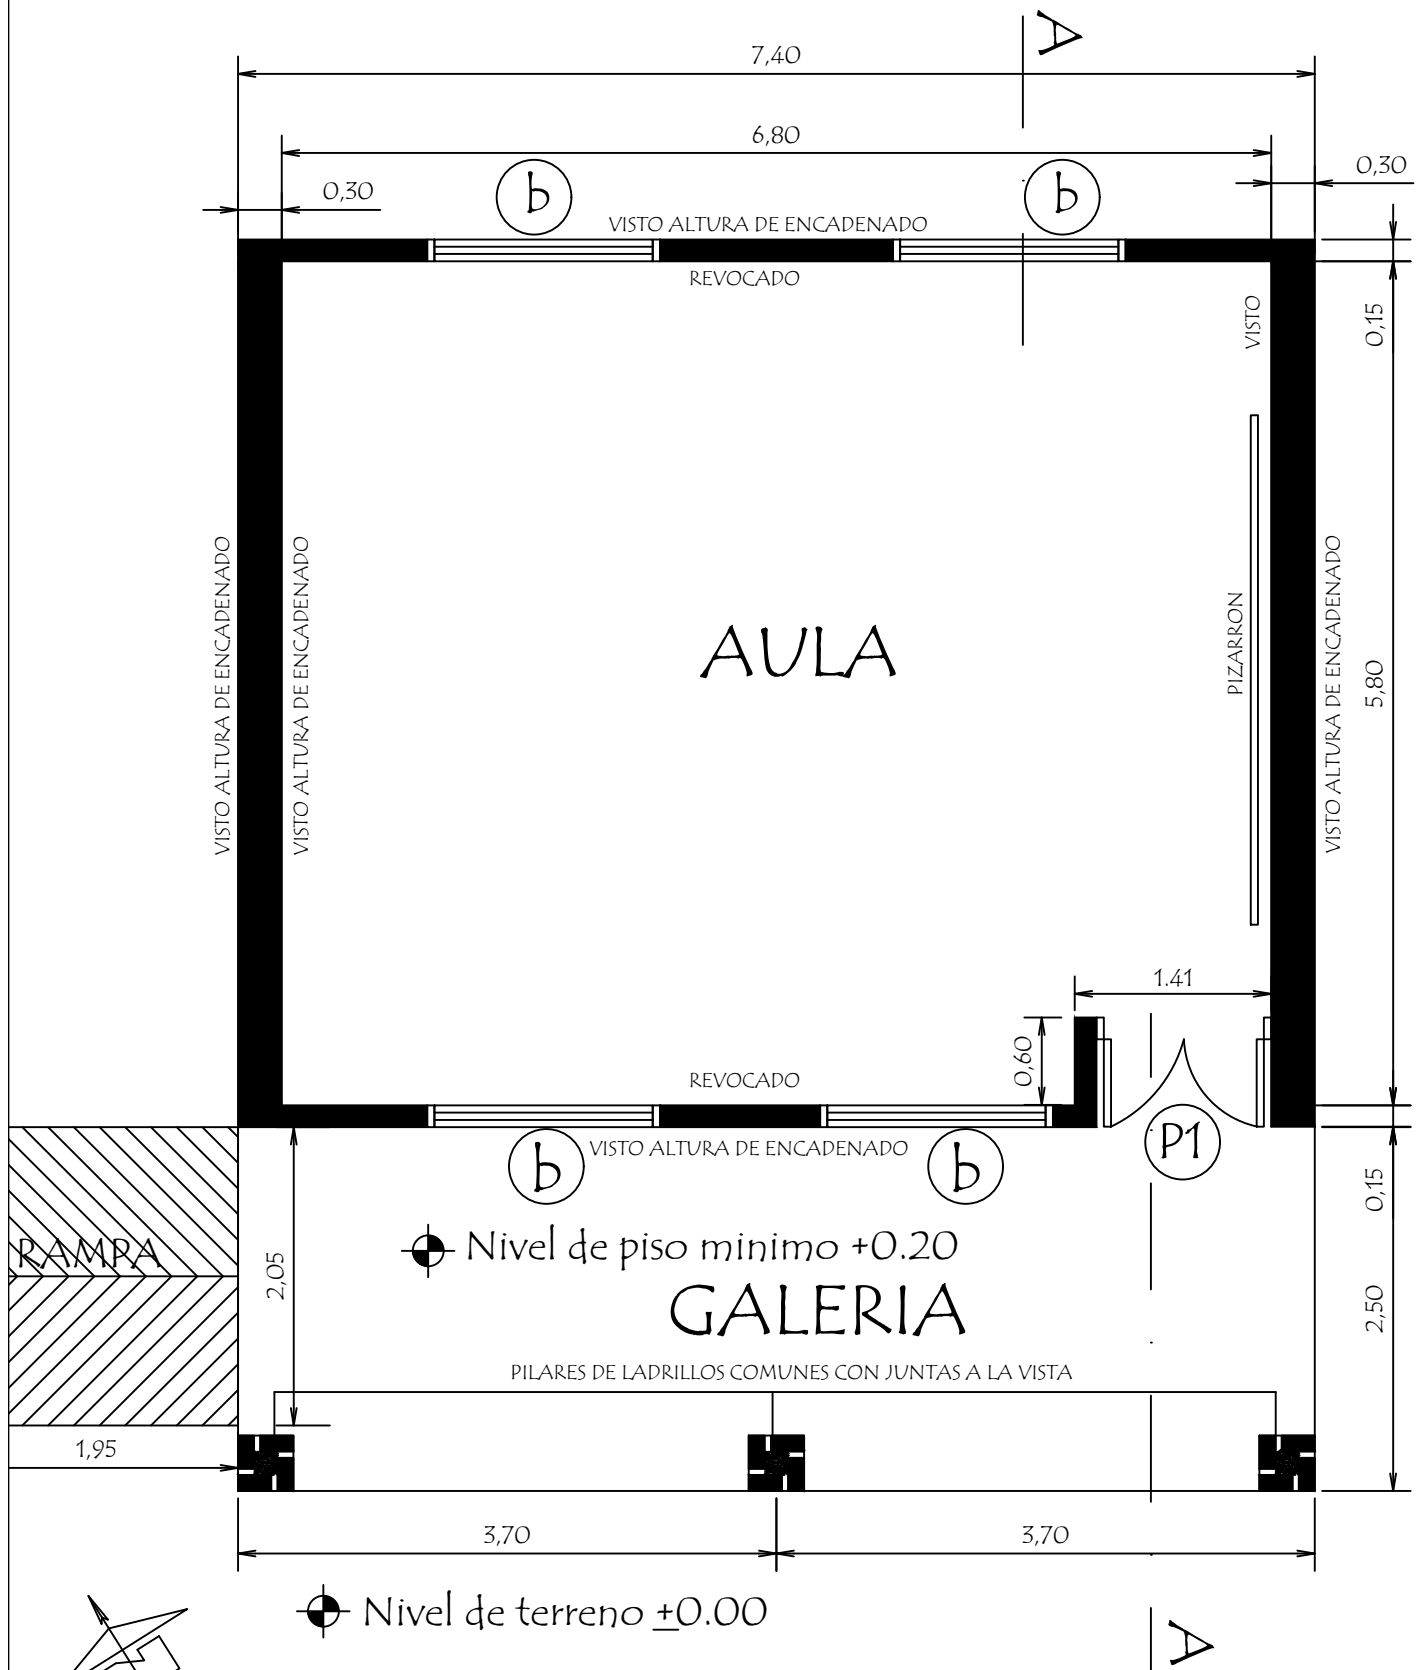 A
7,40
6,80
0,30
0,30
b
b
VISTO ALTURA DE ENCADENADO
REVOCADO
VISTO
0,15
VISTO ALTURA DE ENCADENADO
VISTO ALTURA DE ENCADENADO
AULA
PIZARRON
VISTO ALTURA DE ENCADENADO
5,80
1.41
0,60
REVOCADO
b
VISTO ALTURA DE ENCADENADO
b
P1
0,15
RAMPA
2,05
Nivel de piso minimo +0.20
GALERIA
2,50
PILARES DE LADRILLOS COMUNES CON JUNTAS A LA VISTA
1,95
3,70
3,70
Nivel de terreno ±0.00
A